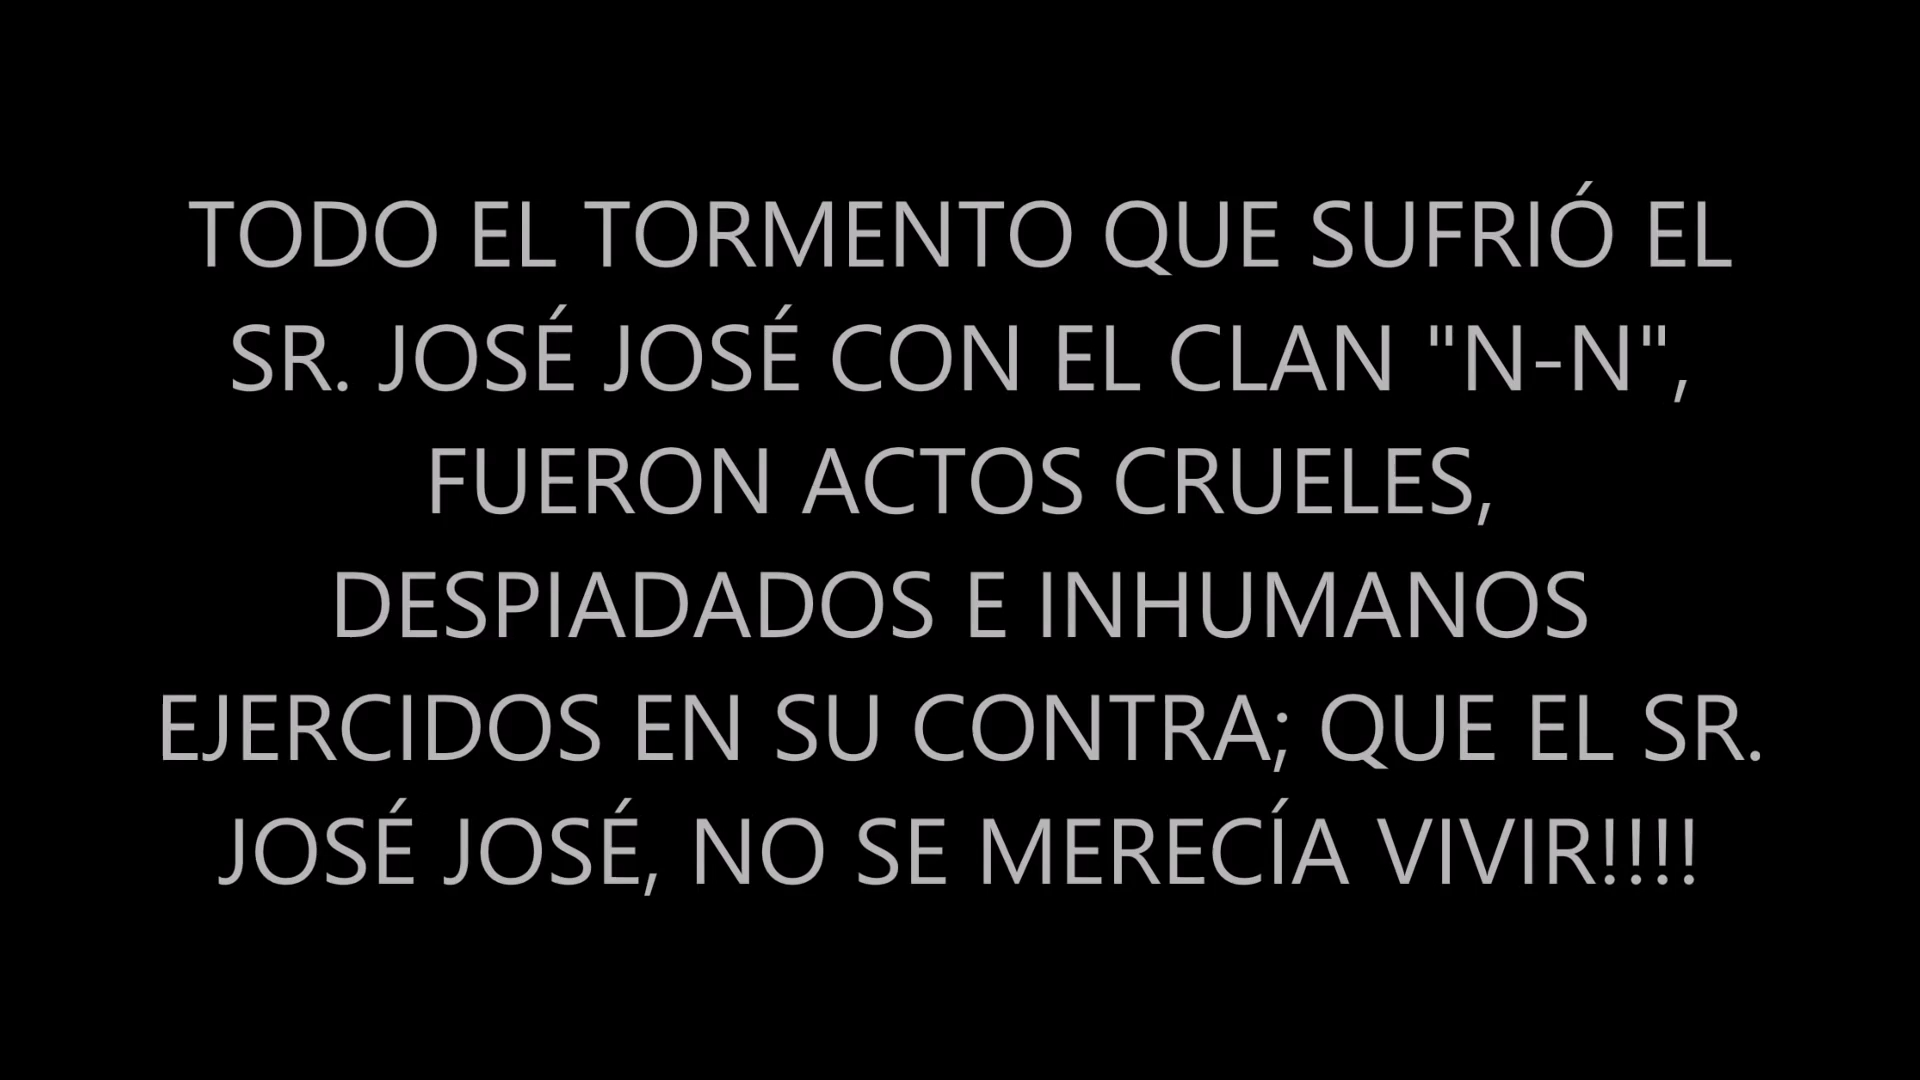 TODO EL TORMENTO QUE SUFRIÓ EL
SR. JOSÉ JOSÉ CON EL CLAN "N-N",
FUERON ACTOS CRUELES,
DESPIADADOS E INHUMANOS
EJERCIDOS EN SU CONTRA; QUE EL SR.
JOSÉ JOSÉ, NO SE MERECÍA VIVIR!!!!